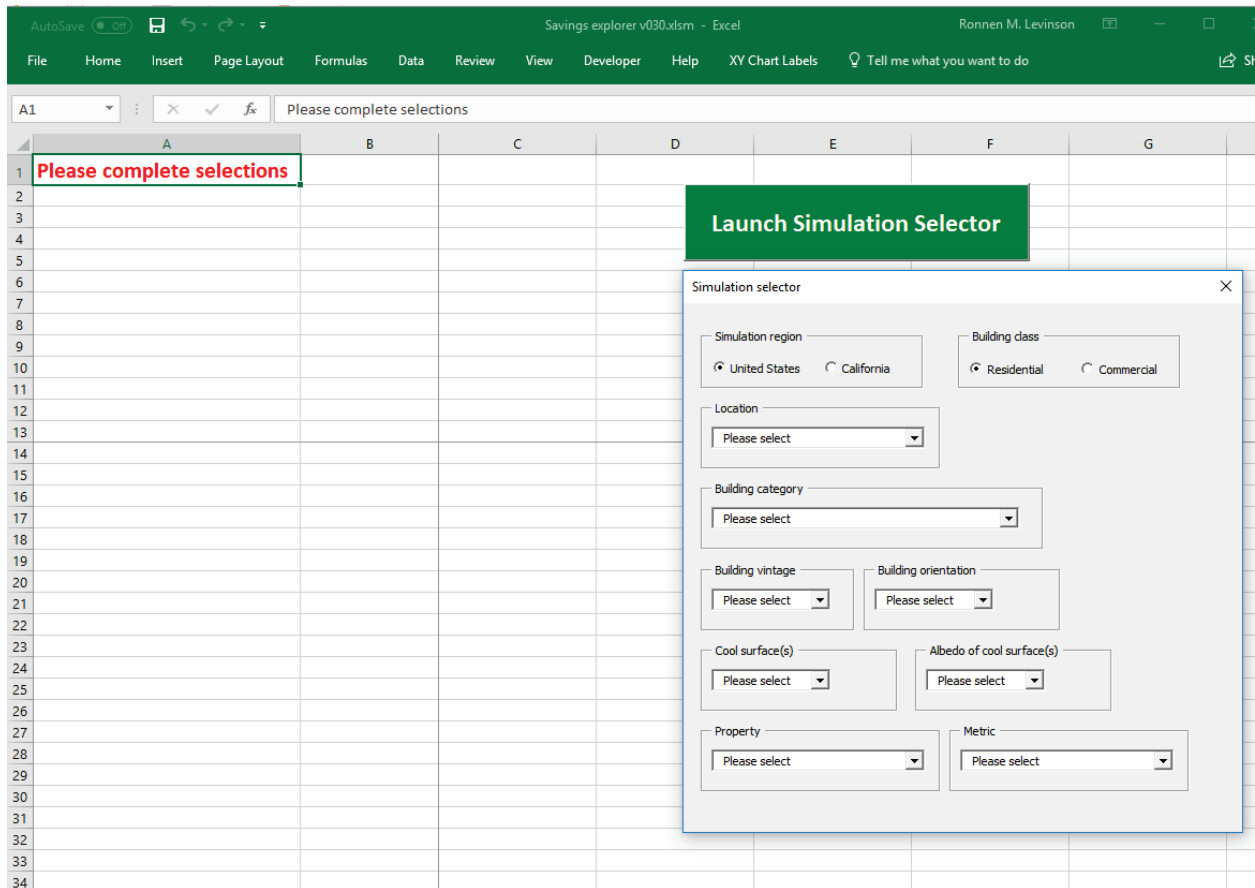 AutoSave Off Savings explorer v030.xlsm - Excel Ronnen M. Levinson
File Home Insert Page Layout Formulas Data Review View Developer Help XY Chart Labels Tell me what you want to do
A1 fx Please complete selections
A B C D E F G
1 Please complete selections
2
3
4
5
6
7
8
9
10
11
12
13
14
15
16
17
18
19
20
21
22
23
24
25
26
27
28
29
30
31
32
33
34
Launch Simulation Selector
Simulation selector
Simulation region Building class
United States California Residential Commercial
Location
Please select
Building category
Please select
Building vintage Building orientation
Please select Please select
Cool surface(s) Albedo of cool surface(s)
Please select Please select
Property Metric
Please select Please select